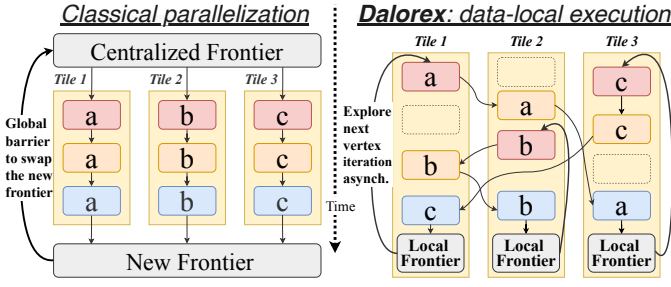 Classical parallelization
Centralized Frontier
Tile 1 Tile 2 Tile 3
a b c
a b c
a b c
Global
barrier
to swap
the new
frontier
New Frontier
Time
Dalorex: data-local execution
Tile 1 Tile 2 Tile 3
a
c
a
c
b
b
c
b
a
Explore
next
vertex
iteration
asynch.
Local
Frontier
Local
Frontier
Local
Frontier